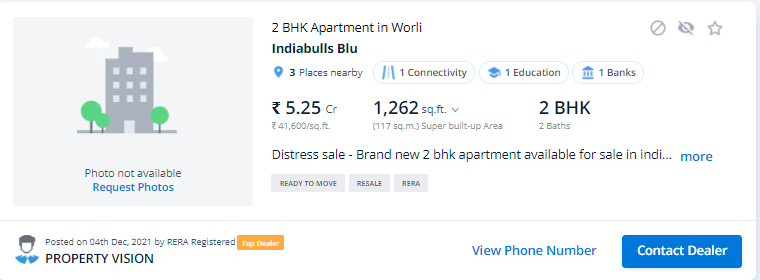 2 BHK Apartment in Worli
Indiabulls Blu
3 Places nearby
1 Connectivity
1 Education
1 Banks
₹ 5.25 Cr
₹ 41,600/sq.ft.
1,262 sq.ft.
(117 sq.m.) Super built-up Area
2 BHK
2 Baths
Distress sale - Brand new 2 bhk apartment available for sale in indi... more
READY TO MOVE
RESALE
RERA
Photo not available
Request Photos
Posted on 04th Dec, 2021 by RERA Registered Top Dealer
PROPERTY VISION
View Phone Number
Contact Dealer